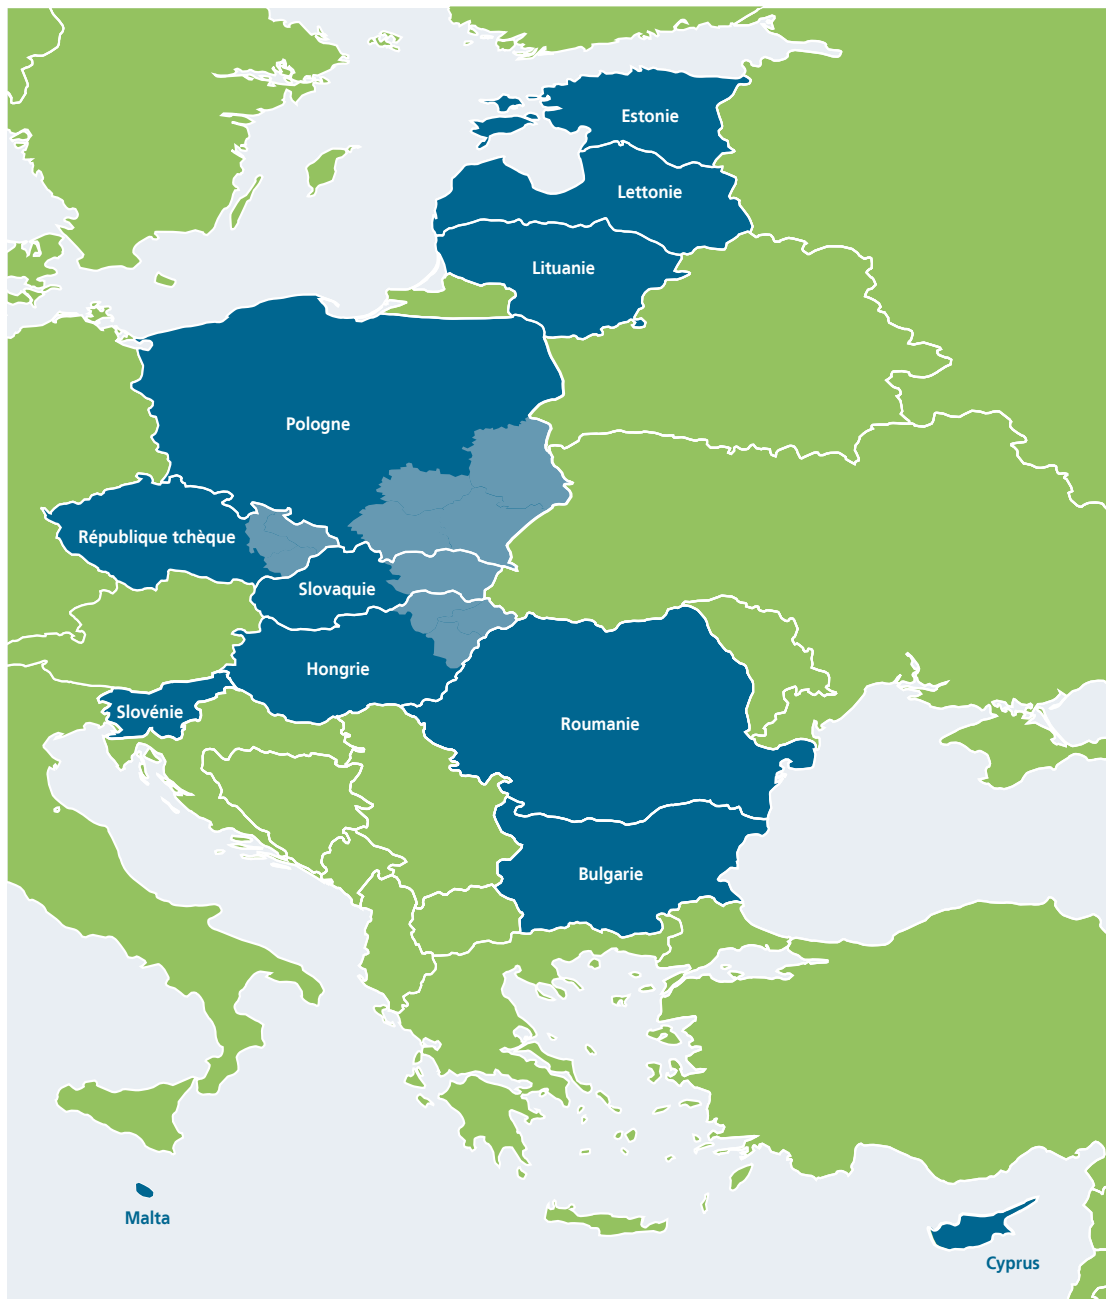 Estonie
Lettonie
Lituanie
Pologne
République tchèque
Slovaquie
Hongrie
Slovénie
Roumanie
Bulgarie
Malta
Cyprus